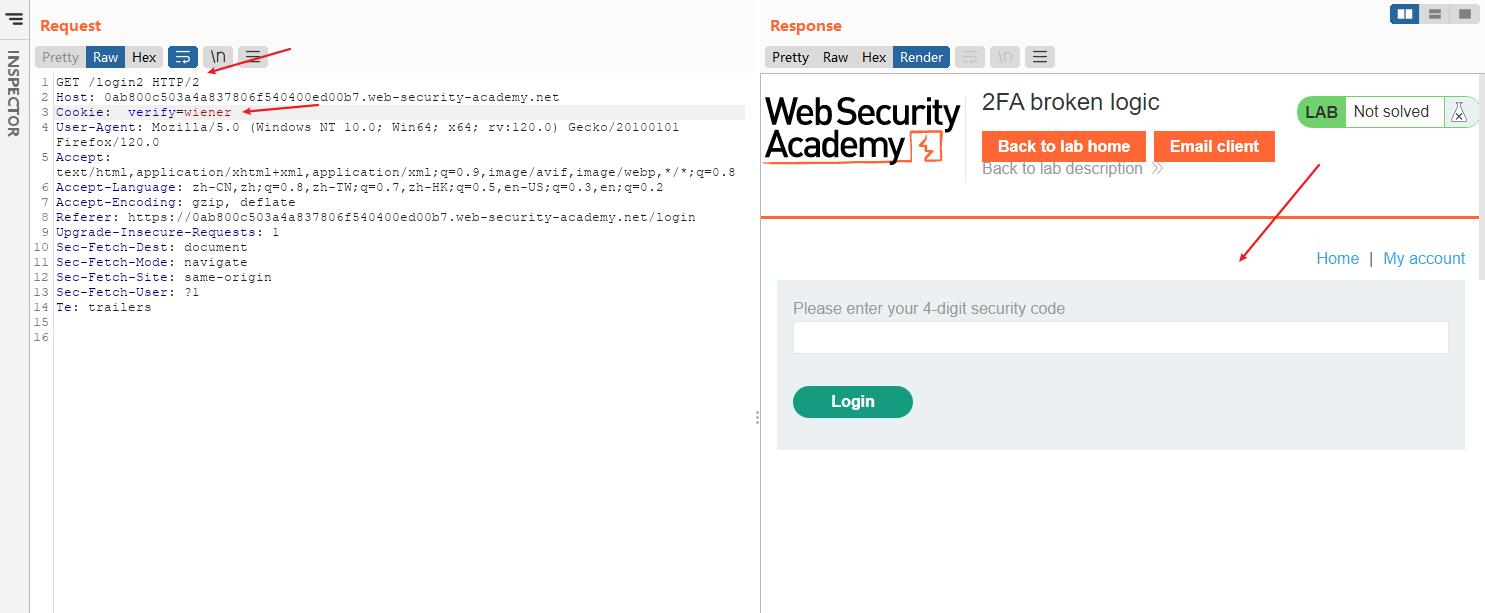 INSPECTOR
Request
Pretty Raw Hex \n
1 GET /login2 HTTP/2
2 Host: 0ab800c503a4a837806f540400ed00b7.web-security-academy.net
3 Cookie:  verify=wiener
4 User-Agent: Mozilla/5.0 (Windows NT 10.0; Win64; x64; rv:120.0) Gecko/20100101
Firefox/120.0
5 Accept:
text/html,application/xhtml+xml,application/xml;q=0.9,image/avif,image/webp,*/*;q=0.8
6 Accept-Language: zh-CN,zh;q=0.8,zh-TW;q=0.7,zh-HK;q=0.5,en-US;q=0.3,en;q=0.2
7 Accept-Encoding: gzip, deflate
8 Referer: https://0ab800c503a4a837806f540400ed00b7.web-security-academy.net/login
9 Upgrade-Insecure-Requests: 1
10 Sec-Fetch-Dest: document
11 Sec-Fetch-Mode: navigate
12 Sec-Fetch-Site: same-origin
13 Sec-Fetch-User: ?1
14 Te: trailers
15
16
Response
Pretty Raw Hex Render \n
Web Security
Academy
2FA broken logic
Back to lab home Email client
Back to lab description
LAB Not solved
Home | My account
Please enter your 4-digit security code
Login